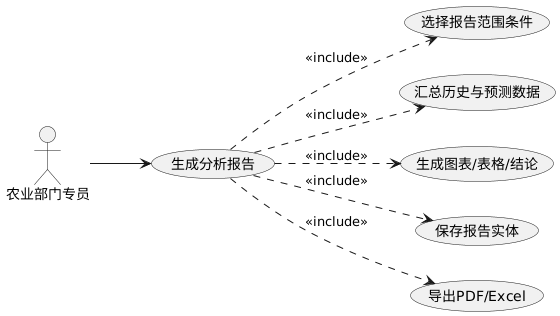 选择报告范围条件
<<include>>
汇总历史与预测数据
<<include>>
农业部门专员
生成分析报告
<<include>>
生成图表/表格/结论
<<include>>
保存报告实体
<<include>>
导出PDF/Excel